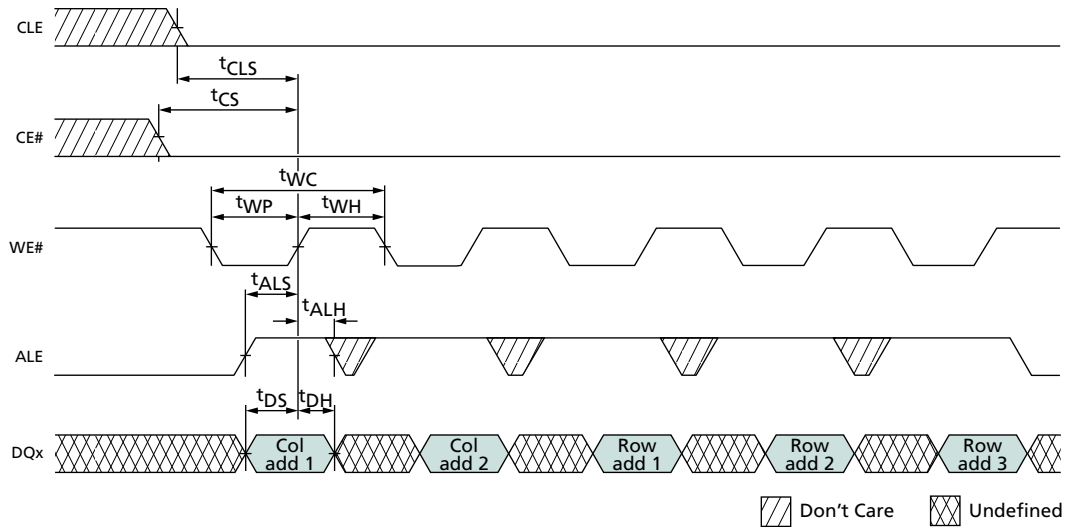 CLE
tCLS
tCS
CE#
tWC
tWP
tWH
WE#
tALS
tALH
ALE
tDS
tDH
DQx
Col
add 1
Col
add 2
Row
add 1
Row
add 2
Row
add 3
Don't Care
Undefined